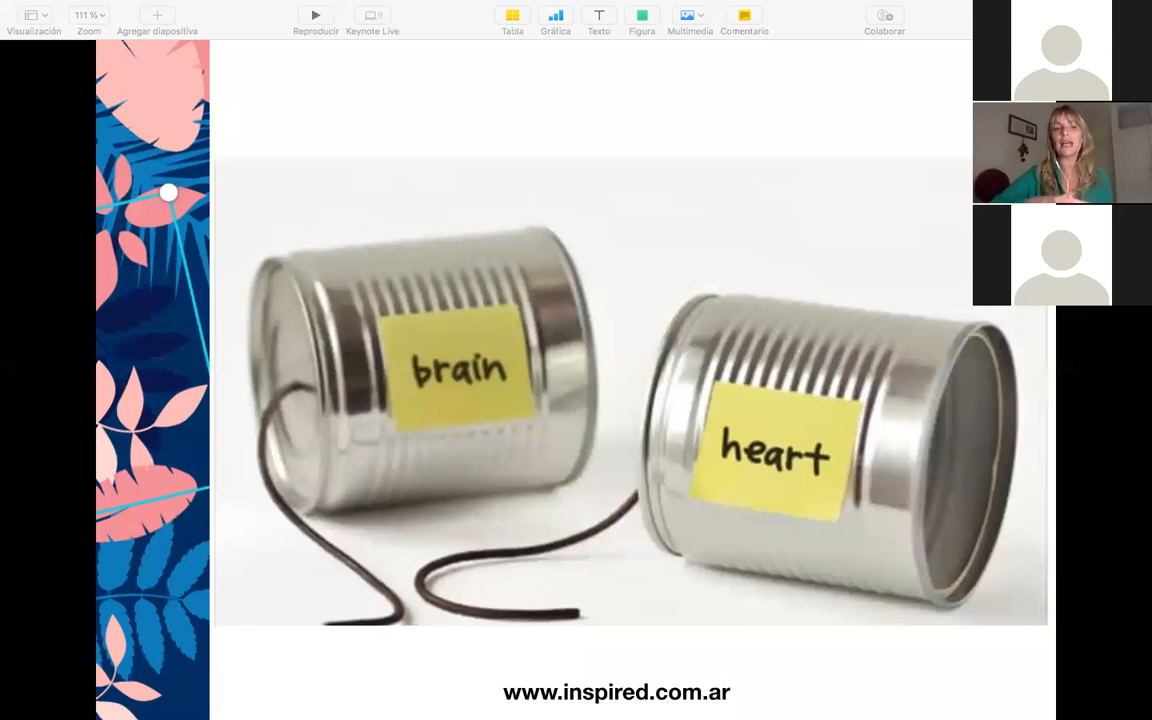 Visualización
111 %
Zoom
Agregar diapositiva
Reproducir
Keynote Live
Tabla
Gráfica
Texto
Figura
Multimedia
Comentario
Colaborar
brain
heart
www.inspired.com.ar